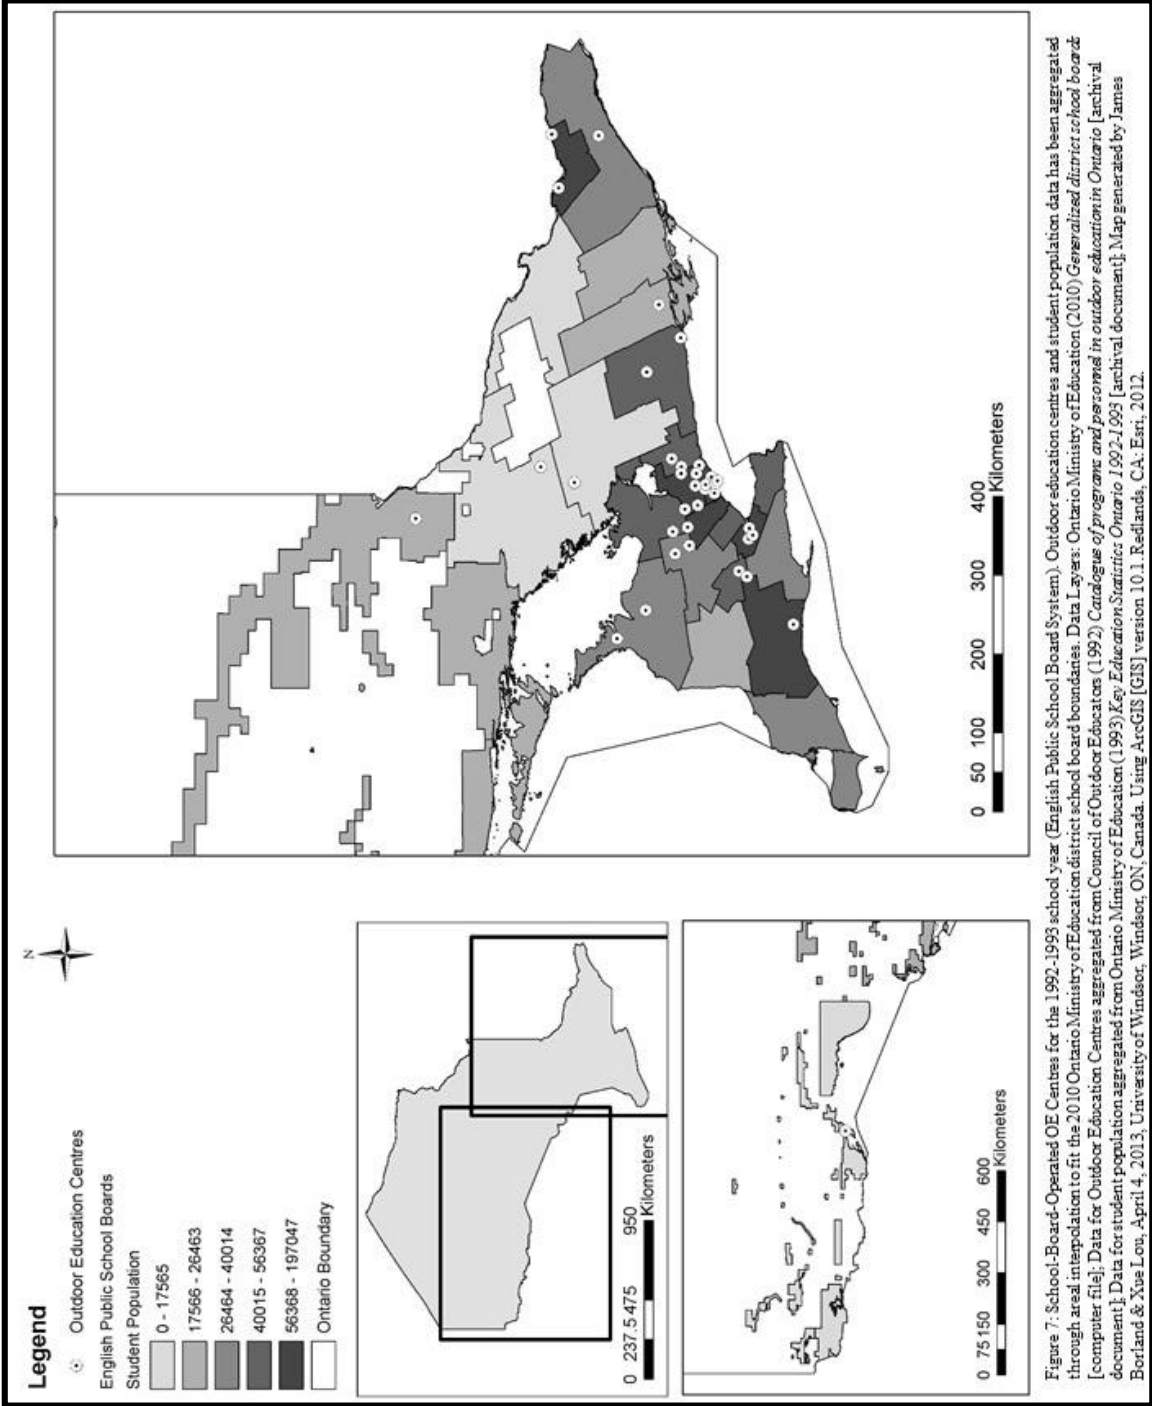 Legend
Outdoor Education Centres
English Public School Boards
Student Population
0 - 17565
17566 - 26463
26464 - 40014
40015 - 56367
56368 - 197047
Ontario Boundary
N
0 237.5 475 950
Kilometers
0 75 150 300 450 600
Kilometers
0 50 100 200 300 400
Kilometers
Figure 7: School-Board-Operated OE Centres for the 1992-1993 school year (English Public School Board System). Outdoor education centres and student population data has been aggregated
through areal interpolation to fit the 2010 Ontario Ministry of Education district school board boundaries. Data Layers: Ontario Ministry of Education (2010) Generalized district school boards
[computer file]; Data for Outdoor Education Centres aggregated from Council of Outdoor Educators (1992) Catalogue of programs and personnel in outdoor education in Ontario [archival
document]; Data for student population aggregated from Ontario Ministry of Education (1993) Key Education Statistics Ontario 1992-1993 [archival document]; Map generated by James
Borland & Xue Lou, April 4, 2013, University of Windsor, Windsor, ON, Canada. Using ArcGIS [GIS] version 10.1. Redlands, CA: Esri, 2012.